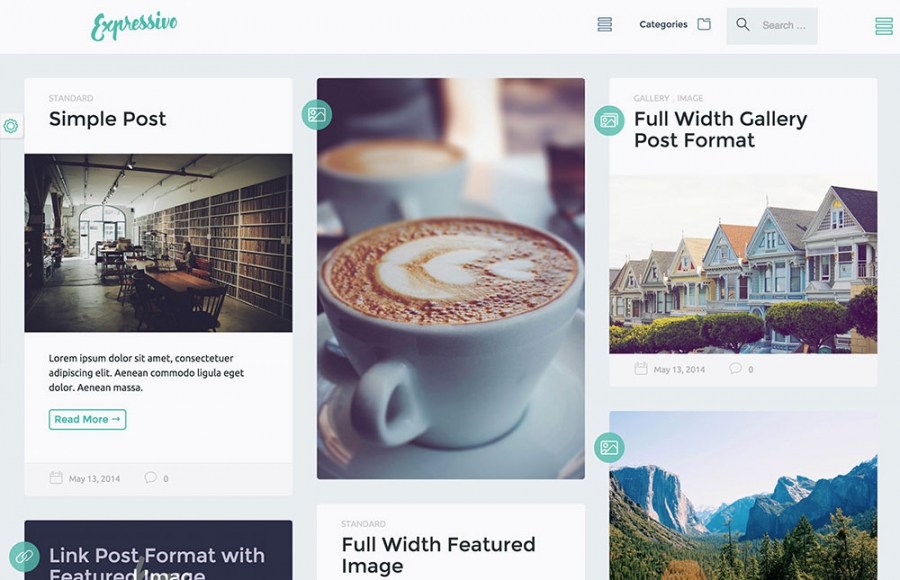 Expressivo
Categories
Search ...
STANDARD
Simple Post
Lorem ipsum dolor sit amet, consectetuer
adipiscing elit. Aenean commodo ligula eget
dolor. Aenean massa.
Read More →
May 13, 2014
0
Link Post Format with
Featured Image
STANDARD
Full Width Featured
Image
GALLERY , IMAGE
Full Width Gallery
Post Format
May 13, 2014
0